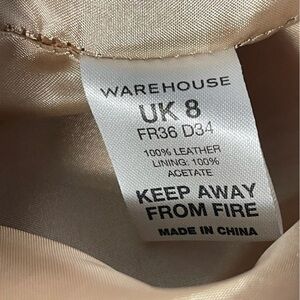 WAREHOUSE
UK 8
FR36 D34
100% LEATHER
LINING: 100%
ACETATE
KEEP AWAY
FROM FIRE
MADE IN CHINA